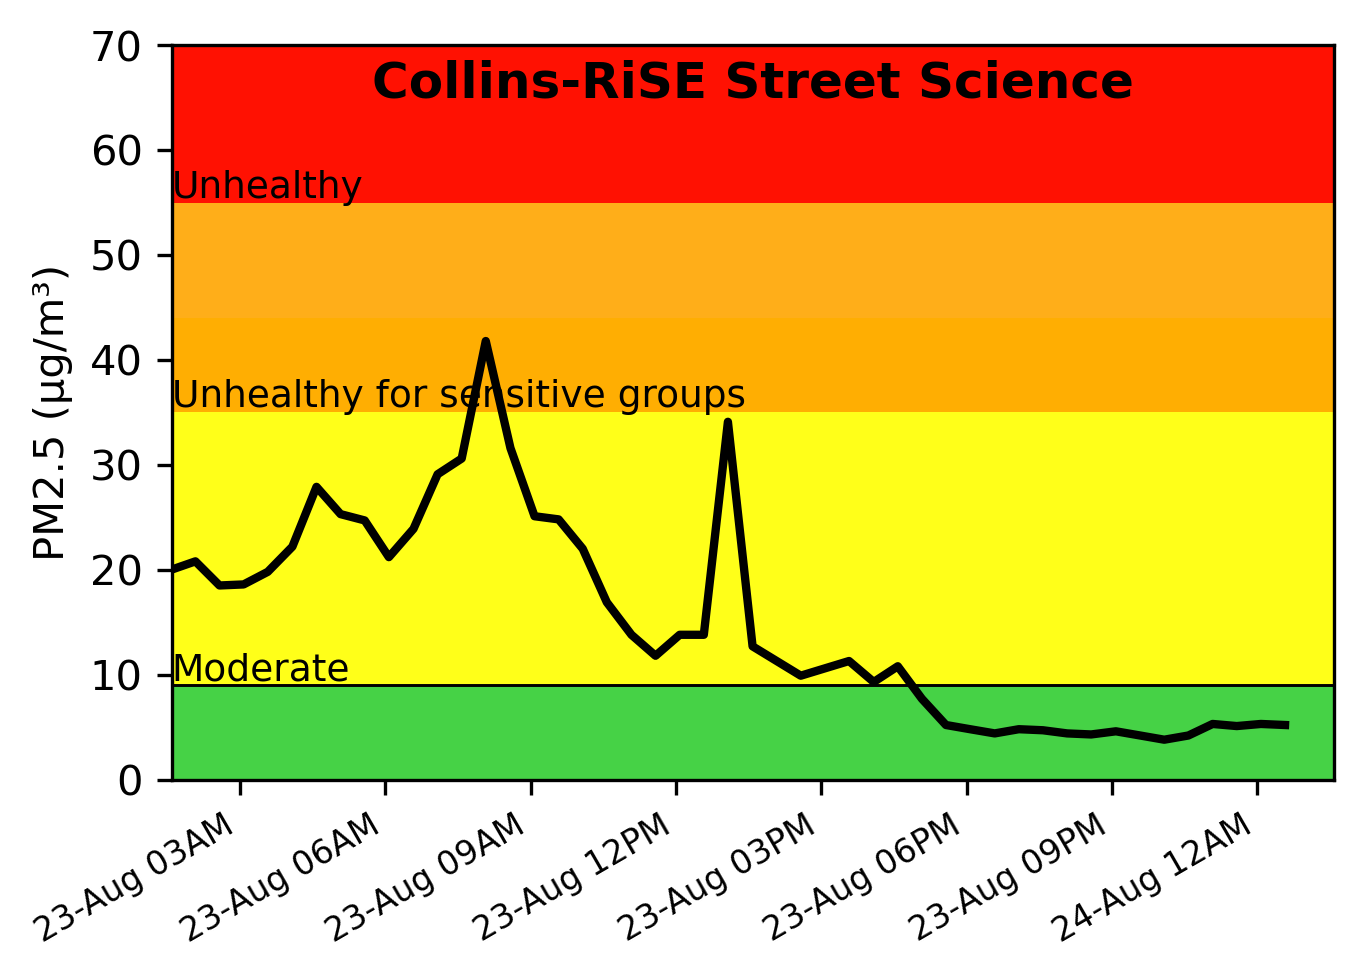 Collins-RiSE Street Science
70
60
50
40
30
20
10
0
PM2.5 (µg/m³)
Unhealthy
Unhealthy for sensitive groups
Moderate
23-Aug 03AM
23-Aug 06AM
23-Aug 09AM
23-Aug 12PM
23-Aug 03PM
23-Aug 06PM
23-Aug 09PM
24-Aug 12AM